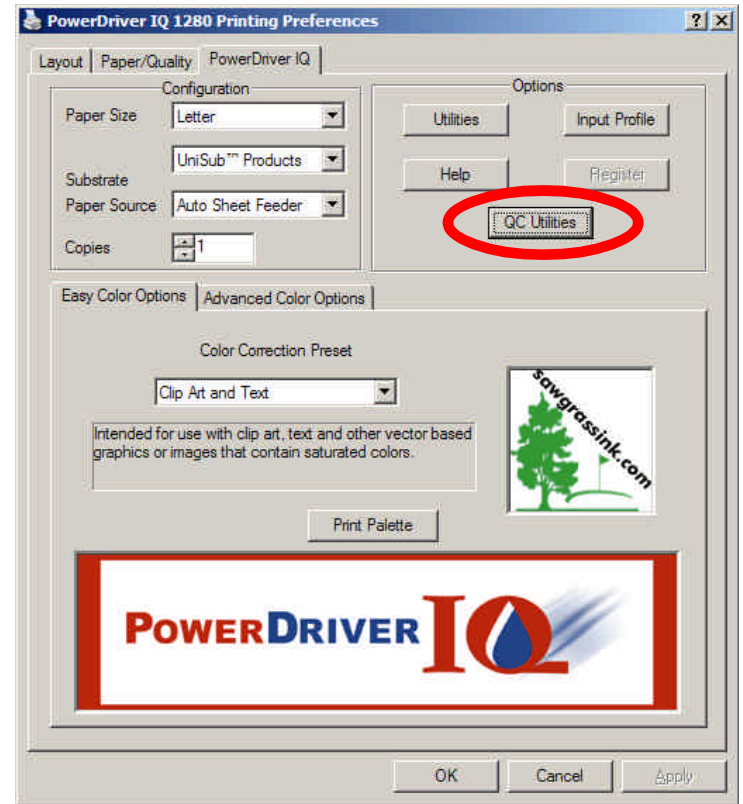 PowerDriver IQ 1280 Printing Preferences
Layout Paper/Quality PowerDriver IQ
Configuration
Paper Size Letter
UniSub™ Products
Substrate
Paper Source Auto Sheet Feeder
Copies 1
Options
Utilities Input Profile
Help Register
QC Utilities
Easy Color Options Advanced Color Options
Color Correction Preset
Clip Art and Text
Intended for use with clip art, text and other vector based
graphics or images that contain saturated colors.
sawgrassink.com
Print Palette
POWERDRIVER IQ
OK Cancel Apply